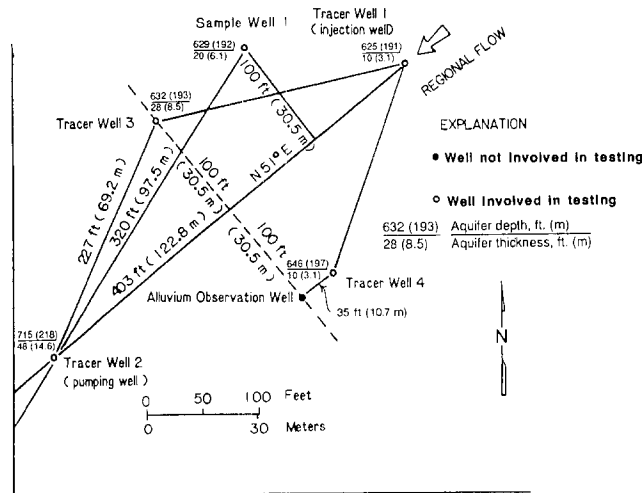 Tracer Well 1
(injection well)
Sample Well 1
629 (192)
20 (6.1)
625 (191)
10 (3.1)
REGIONAL FLOW
632 (193)
28 (8.5)
Tracer Well 3
100 ft
(30.5 m)
N 51° E
100 ft
(30.5 m)
100 ft
(30.5 m)
227 ft (69.2 m)
320 ft (97.5 m)
403 ft (122.8 m)
EXPLANATION
Well not Involved in testing
Well Involved in testing
632 (193) Aquifer depth, ft. (m)
28 (8.5) Aquifer thickness, ft. (m)
646 (197)
10 (3.1)
Tracer Well 4
Alluvium Observation Well
35 ft (10.7 m)
N
715 (218)
48 (14.6)
Tracer Well 2
(pumping well)
0 50 100 Feet
0 30 Meters